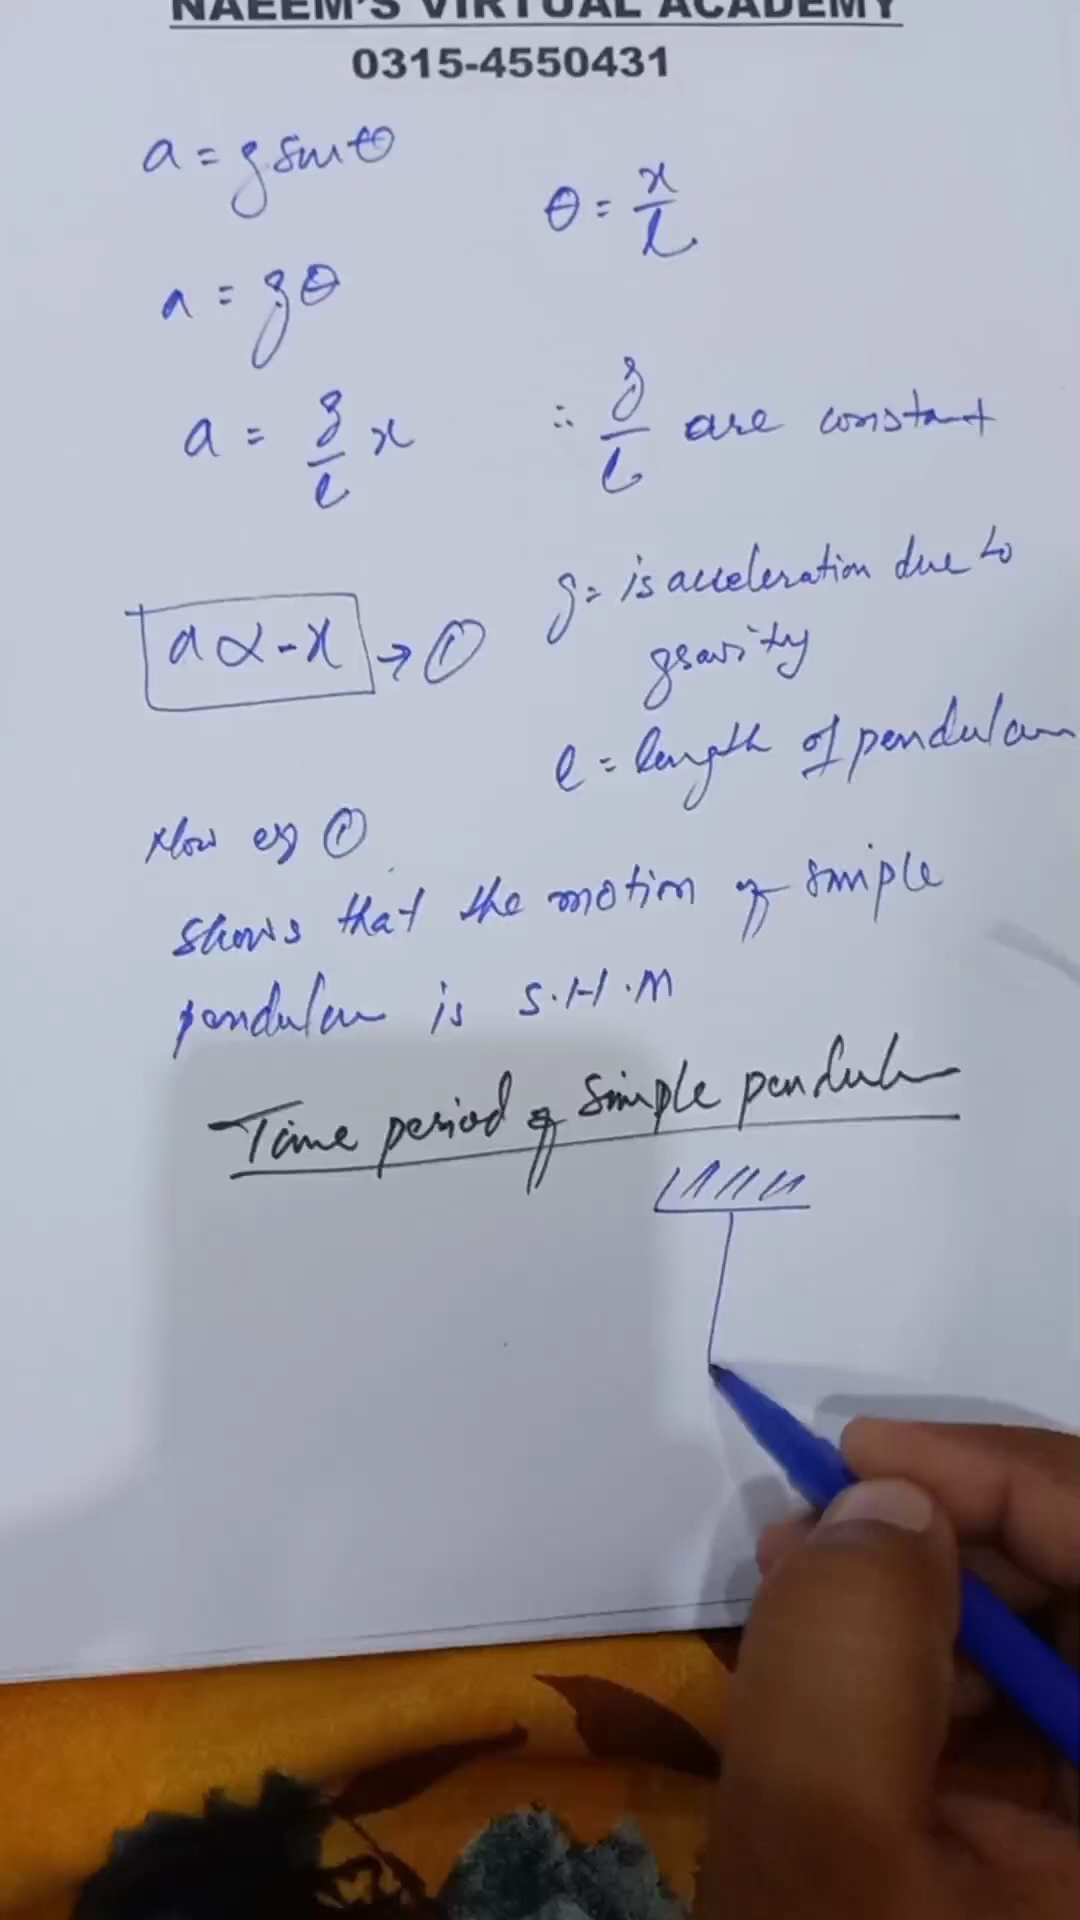 NAEEM'S VIRTUAL ACADEMY
0315-4550431
a = g sinθ
θ = x/l
a = gθ
a = g/l x
∴ g/l are constant
g = is acceleration due to
gravity
a ∝ -x → ①
l = length of pendulum
Now eq ①
shows that the motion of simple
pendulum is S.H.M
Time period of simple pendulum